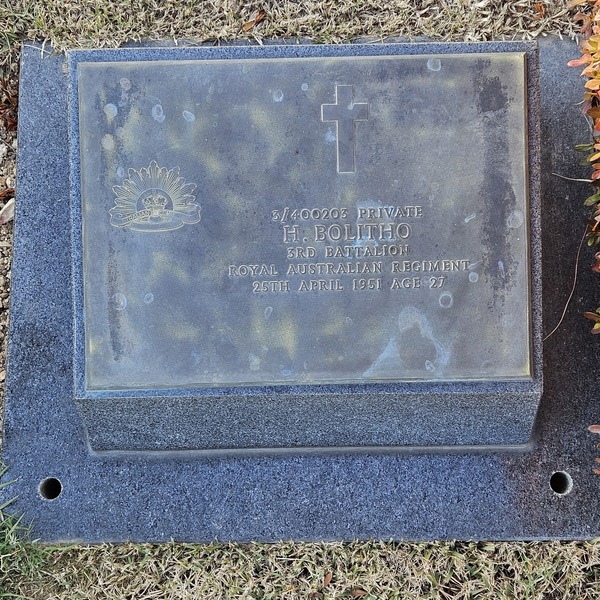 3/400203 PRIVATE
H. BOLITHO
3RD BATTALION
ROYAL AUSTRALIAN REGIMENT
25TH APRIL 1951 AGE 27